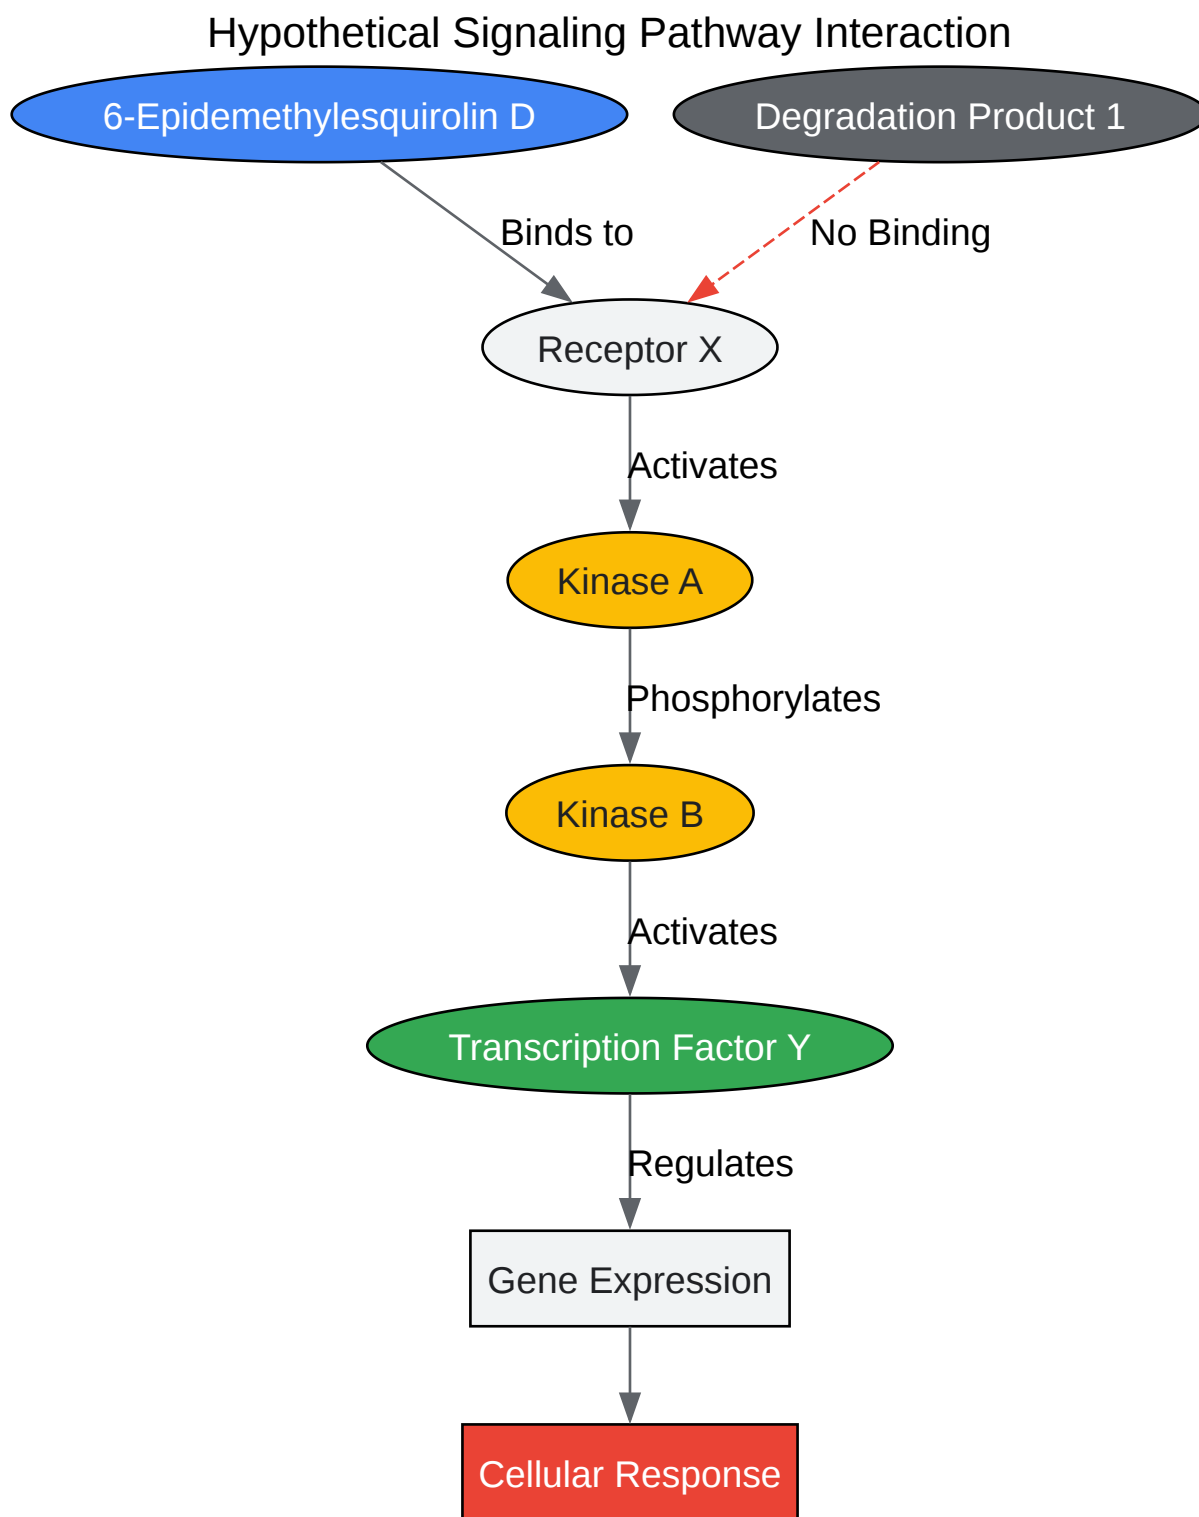 Hypothetical Signaling Pathway Interaction
6-Epidemethylesquirolin D
Degradation Product 1
Binds to
No Binding
Receptor X
Activates
Kinase A
Phosphorylates
Kinase B
Activates
Transcription Factor Y
Regulates
Gene Expression
Cellular Response